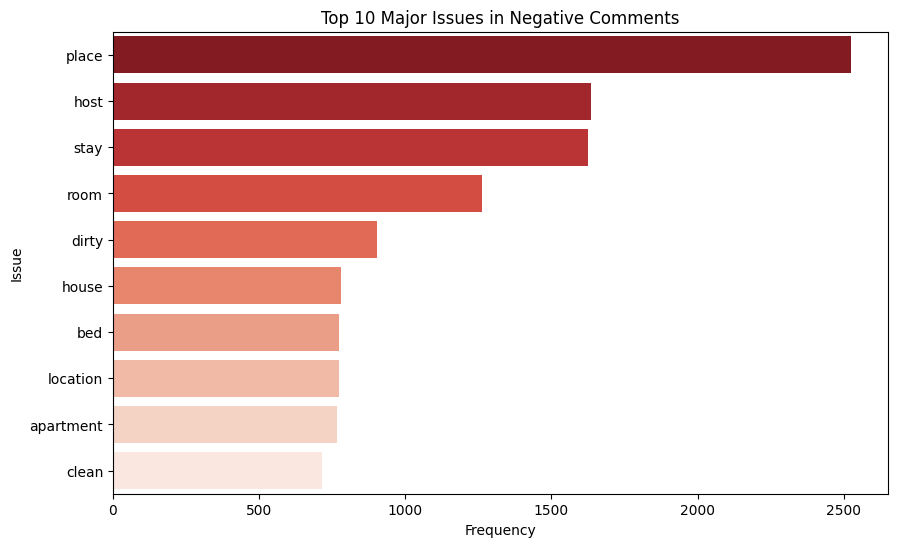 Top 10 Major Issues in Negative Comments
Issue
place
host
stay
room
dirty
house
bed
location
apartment
clean
0 500 1000 1500 2000 2500
Frequency